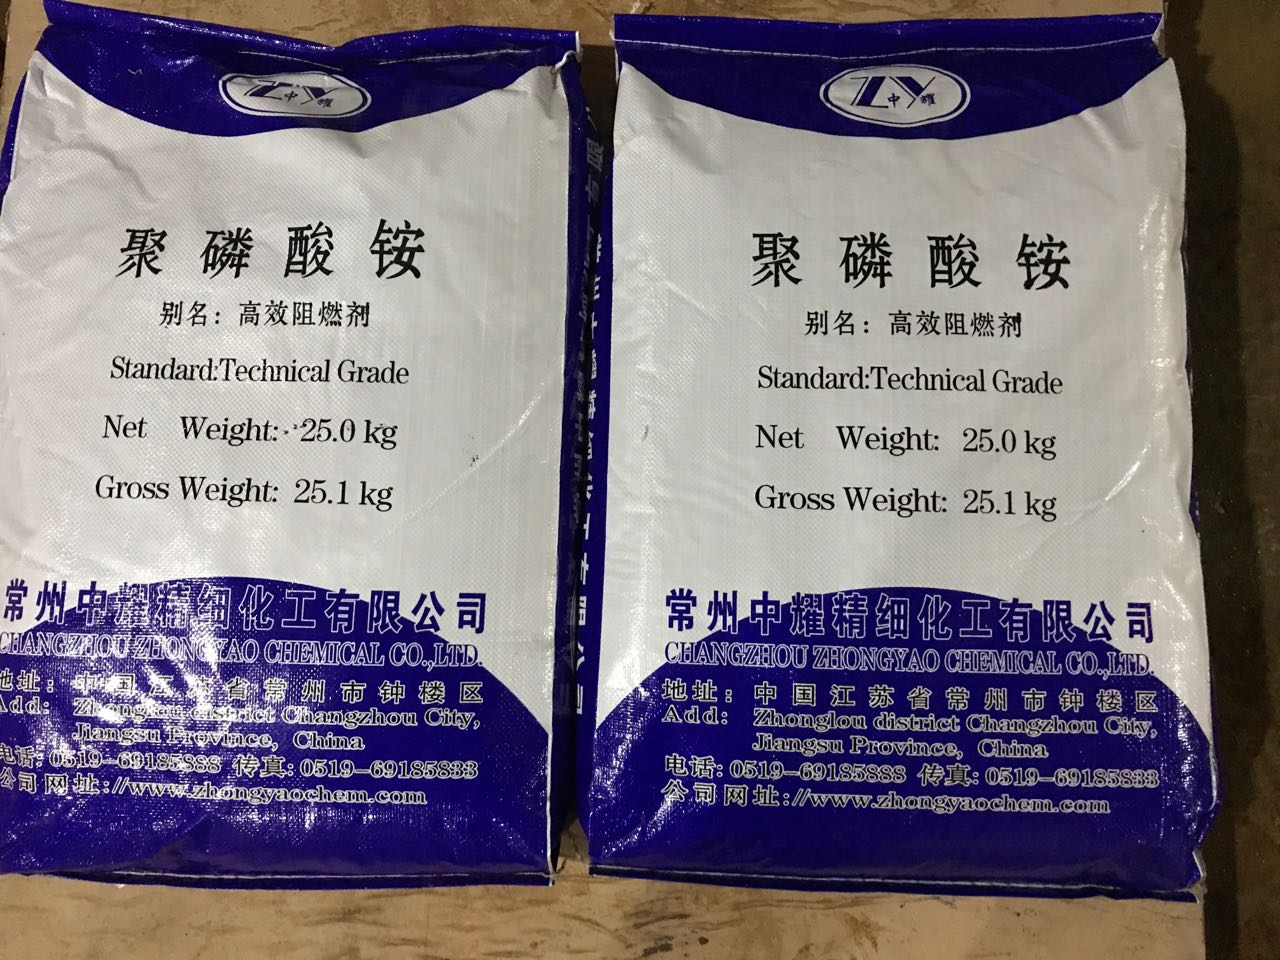 ZY
中耀
聚磷酸铵
别名：高效阻燃剂
Standard:Technical Grade
Net Weight: 25.0 kg
Gross Weight: 25.1 kg
常州中耀精细化工有限公司
CHANGZHOU ZHONGYAO CHEMICAL CO.,LTD.
地址：中国江苏省常州市钟楼区
Add: Zhonglou district Changzhou City,
Jiangsu Province, China
电话: 0519-69185888 传真: 0519-69185833
公司网址://www.zhongyaochem.com
ZY
中耀
聚磷酸铵
别名：高效阻燃剂
Standard:Technical Grade
Net Weight: 25.0 kg
Gross Weight: 25.1 kg
常州中耀精细化工有限公司
CHANGZHOU ZHONGYAO CHEMICAL CO.,LTD.
地址：中国江苏省常州市钟楼区
Add: Zhonglou district Changzhou City,
Jiangsu Province, China
电话: 0519-69185888 传真: 0519-69185833
公司网址://www.zhongyaochem.com